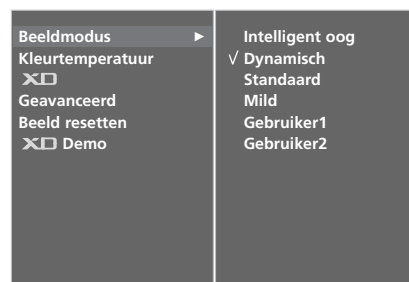 Beeldmodus ►
Kleurtemperatuur
XD
Geavanceerd
Beeld resetten
XD Demo
Intelligent oog
√ Dynamisch
Standaard
Mild
Gebruiker1
Gebruiker2